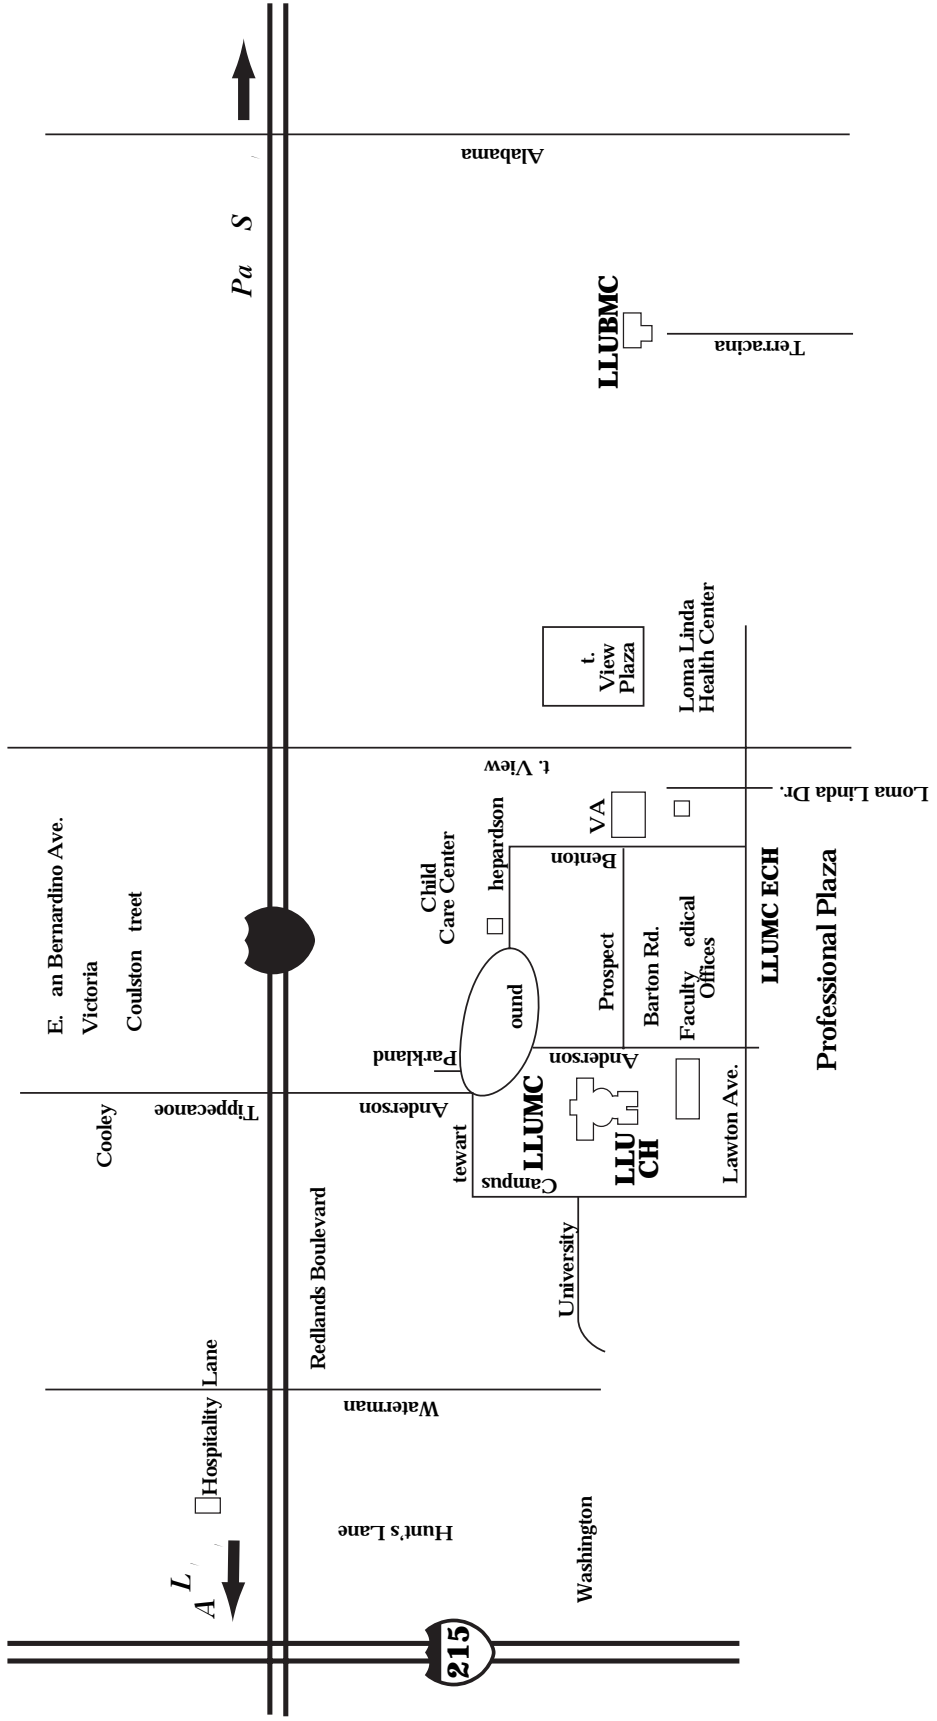 E. an Bernardino Ave.
Victoria
Coulston treet
Cooley
Tippecanoe
Hospitality Lane
L
A
Pa S
Alabama
LLUBMC
Terracina
t.
View
Plaza
Loma Linda
Health Center
t. View
Loma Linda Dr.
VA
hepardson
Child
Care Center
Benton
Prospect
Barton Rd.
Faculty edical
Offices
LLUMC ECH
Professional Plaza
ound
Parkland
Anderson
Anderson
tewart
LLUMC
Campus
LLU
CH
Lawton Ave.
University
Redlands Boulevard
Waterman
Hunt's Lane
Washington
215